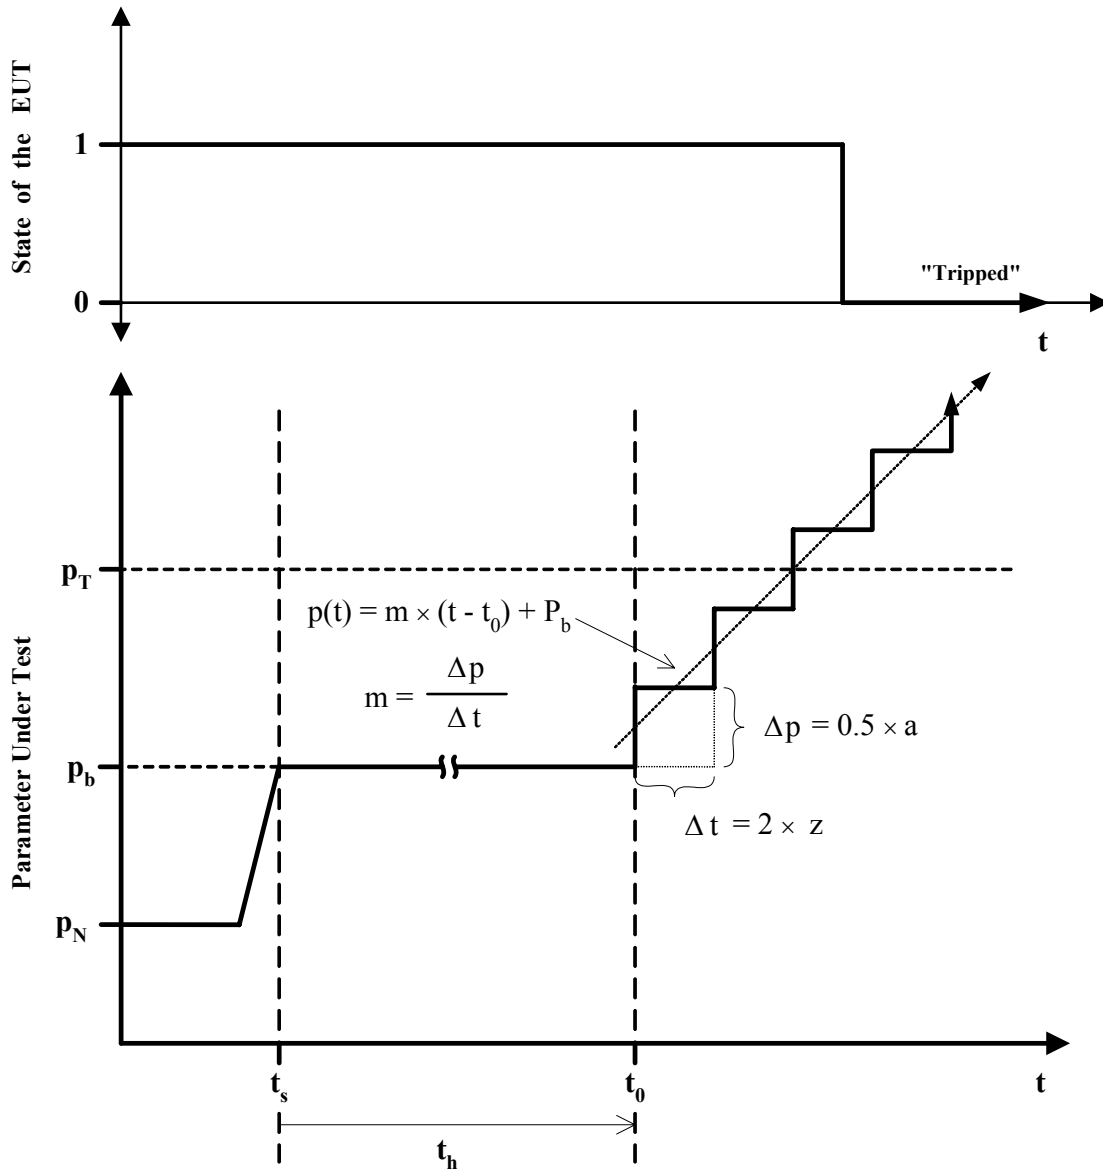 State of the EUT
1
0
"Tripped"
t
Parameter Under Test
p_T
p(t) = m × (t - t_0) + P_b
m = Δp / Δt
Δp = 0.5 × a
p_b
Δt = 2 × z
p_N
t_s
t_0
t
t_h